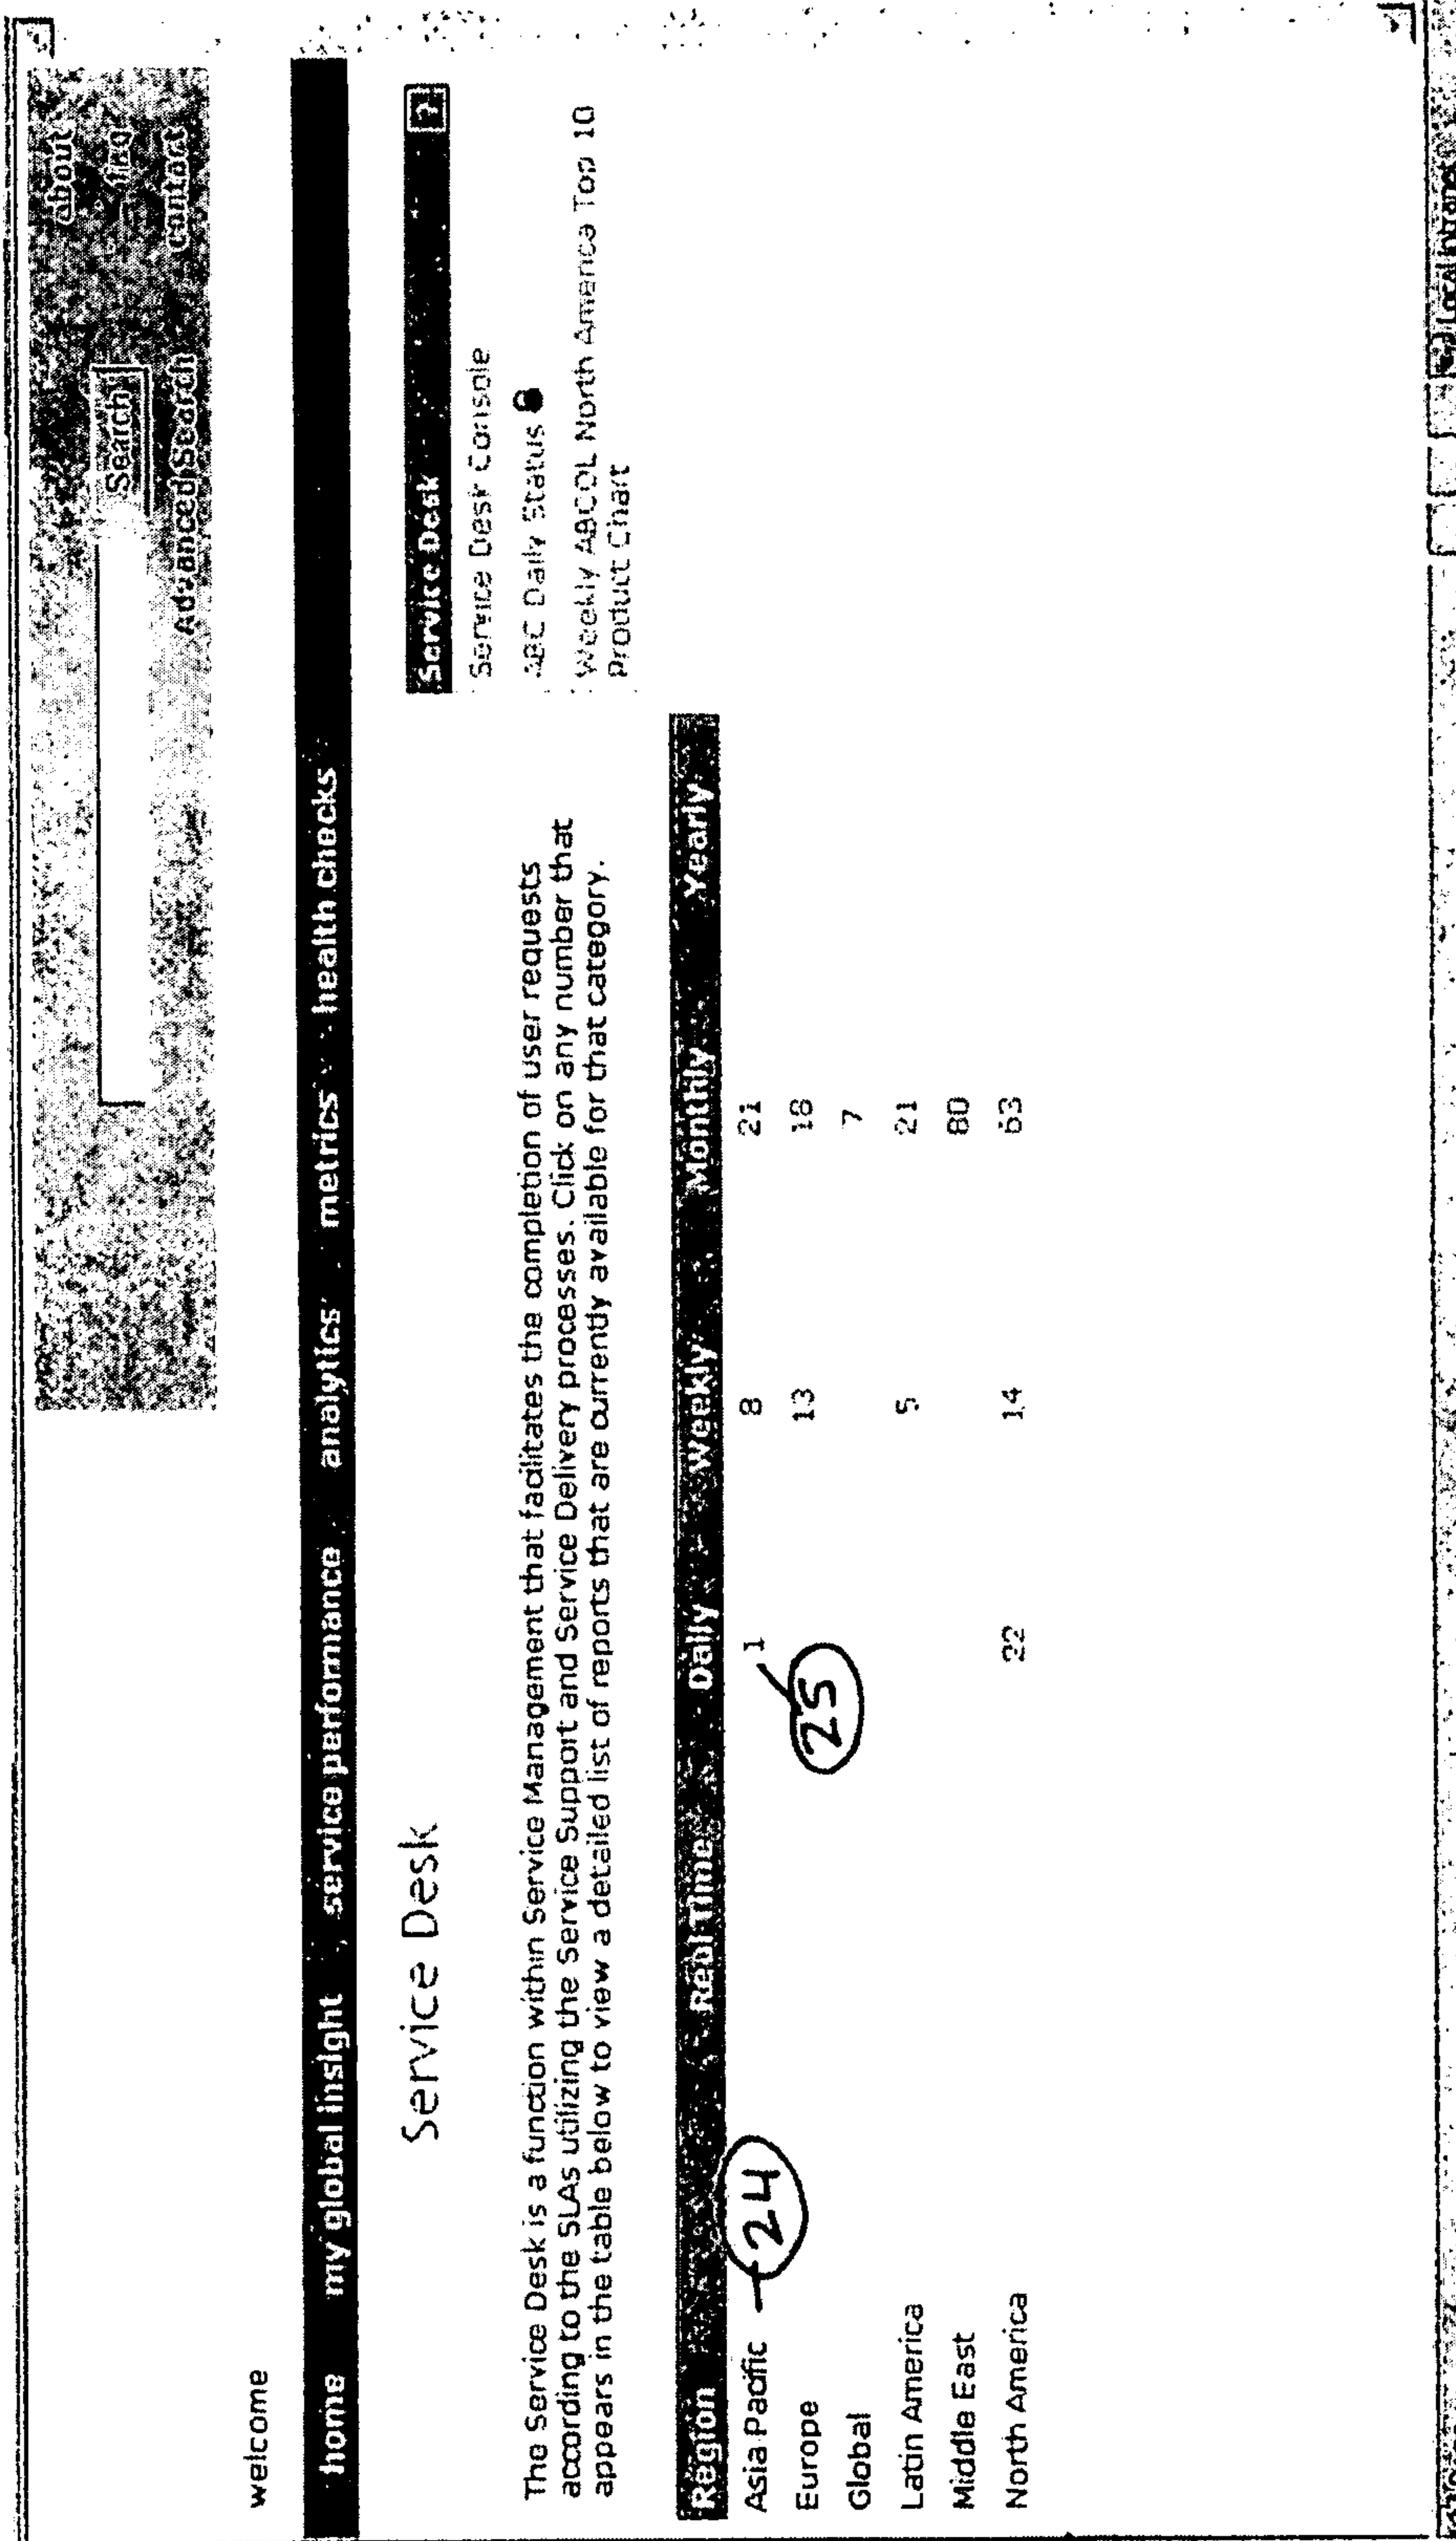 about
faq
contact
Search
Advanced Search
welcome
home my global insight service performance analytics metrics health checks
Service Desk
The Service Desk is a function within Service Management that facilitates the completion of user requests
according to the SLAs utilizing the Service Support and Service Delivery processes. Click on any number that
appears in the table below to view a detailed list of reports that are currently available for that category.
Service Desk ?
Service Desk Console
ABC Daily Status
Weekly ABCOL North America Top 10
Product Chart
Region Realtime Daily Weekly Monthly Yearly
Asia Pacific 24 1 8 21
Europe 25 13 18
Global 7
Latin America 5 21
Middle East 80
North America 22 14 63
Local intranet